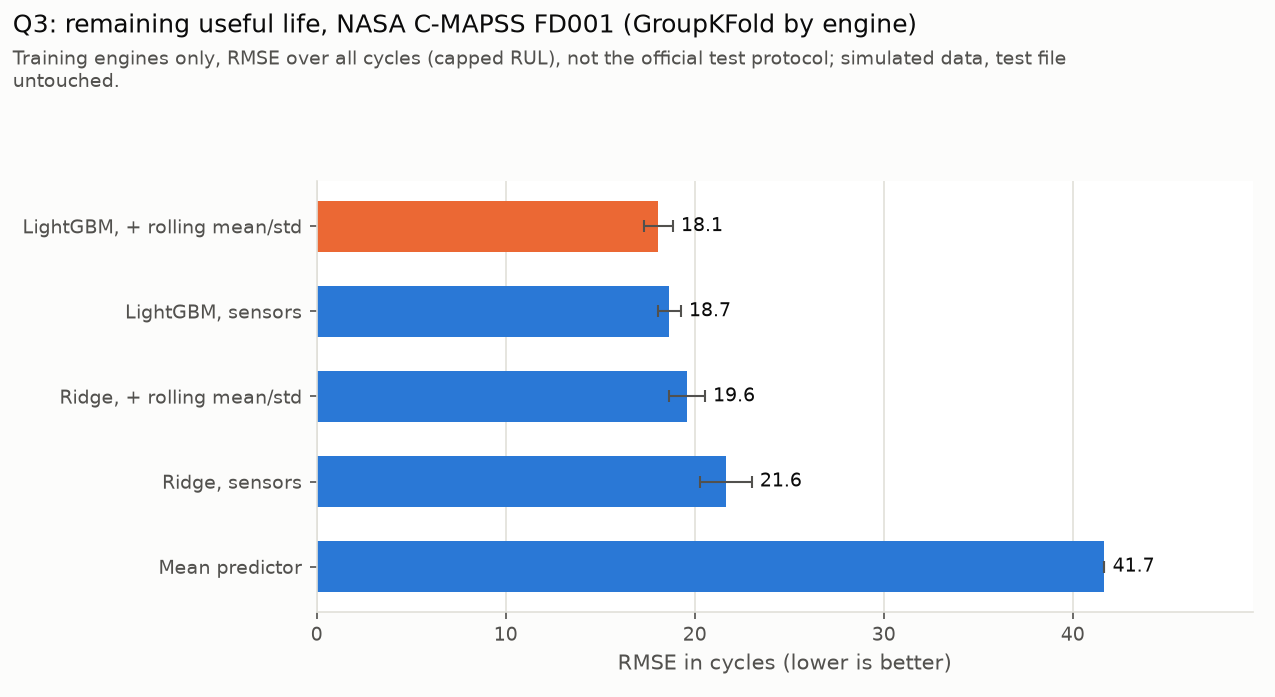 Q3: remaining useful life, NASA C-MAPSS FD001 (GroupKFold by engine)
Training engines only, RMSE over all cycles (capped RUL), not the official test protocol; simulated data, test file
untouched.
LightGBM, + rolling mean/std
18.1
LightGBM, sensors
18.7
Ridge, + rolling mean/std
19.6
Ridge, sensors
21.6
Mean predictor
41.7
0 10 20 30 40
RMSE in cycles (lower is better)